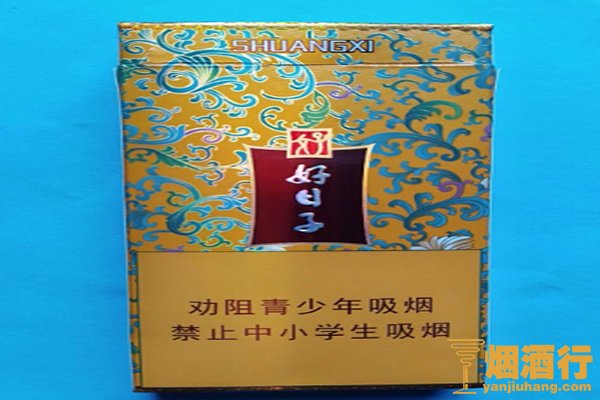 SHUANGXI
好日子
劝阻青少年吸烟
禁止中小学生吸烟
烟酒行
yanjiuhang.com